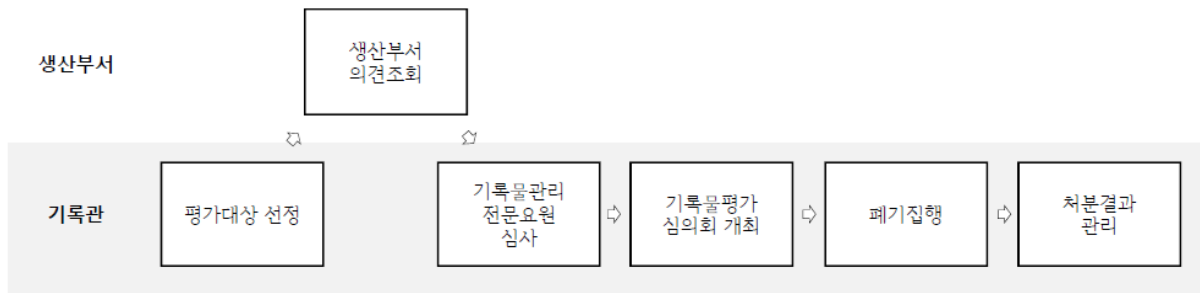 생산부서
생산부서
의견조회
기록관
평가대상 선정
기록물관리
전문요원
심사
기록물평가
심의회 개최
폐기집행
처분결과
관리